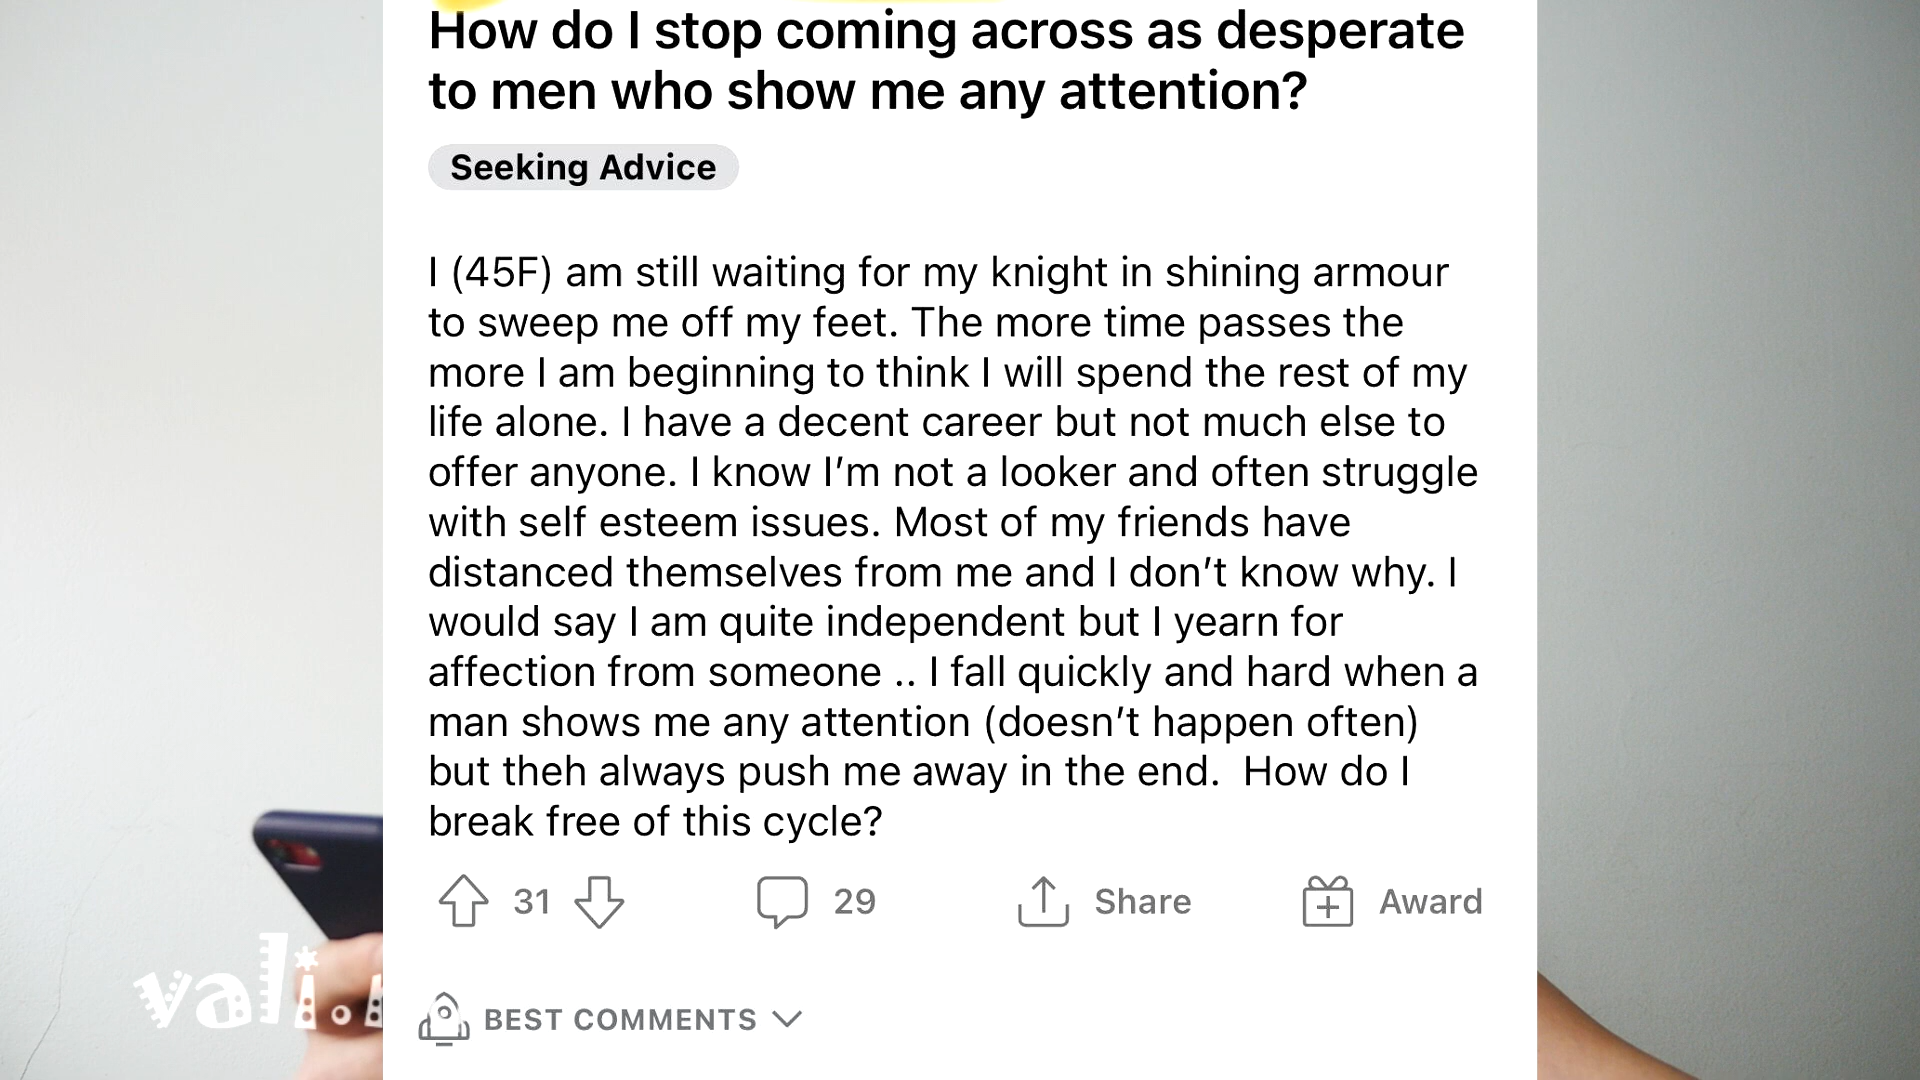 How do I stop coming across as desperate
to men who show me any attention?
Seeking Advice
I (45F) am still waiting for my knight in shining armour
to sweep me off my feet. The more time passes the
more I am beginning to think I will spend the rest of my
life alone. I have a decent career but not much else to
offer anyone. I know I'm not a looker and often struggle
with self esteem issues. Most of my friends have
distanced themselves from me and I don't know why. I
would say I am quite independent but I yearn for
affection from someone .. I fall quickly and hard when a
man shows me any attention (doesn't happen often)
but theh always push me away in the end.  How do I
break free of this cycle?
31 29 Share Award
BEST COMMENTS